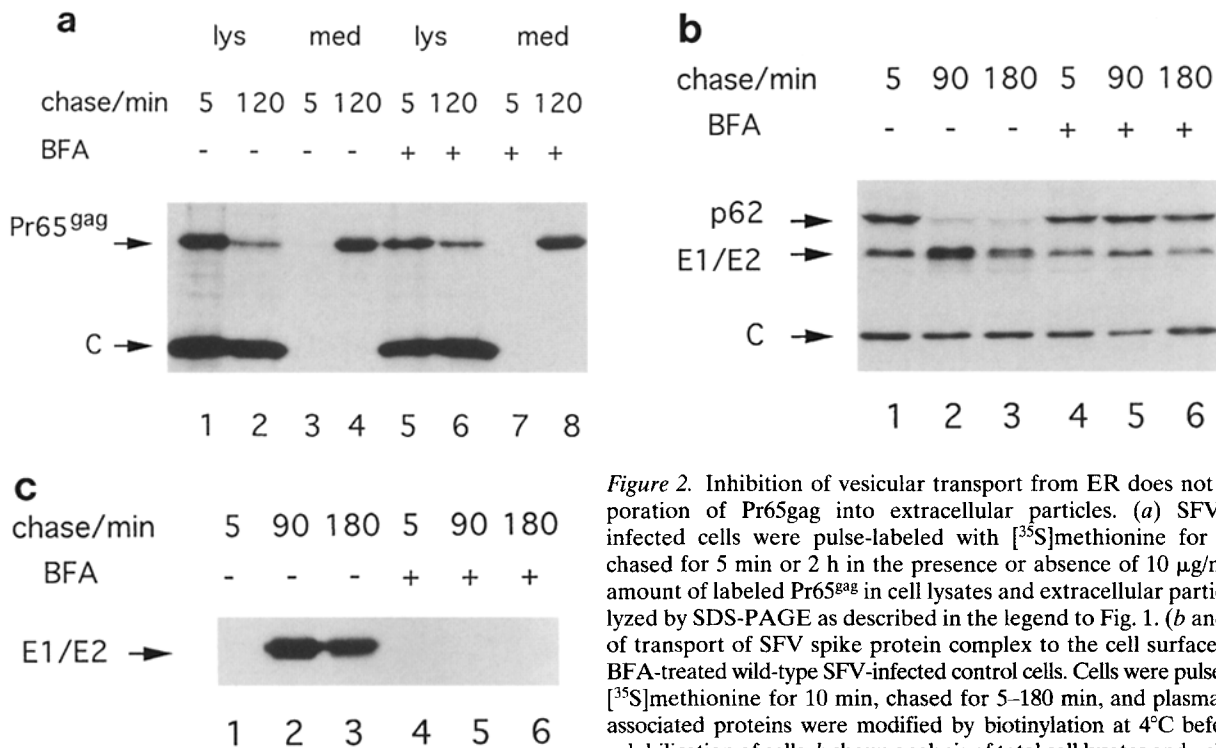 a
lys med lys med
chase/min 5 120 5 120 5 120 5 120
BFA - - - - + + + +
Pr65gag
C
1 2 3 4 5 6 7 8
b
chase/min 5 90 180 5 90 180
BFA - - - + + +
p62
E1/E2
C
1 2 3 4 5 6
c
chase/min 5 90 180 5 90 180
BFA - - - + + +
E1/E2
1 2 3 4 5 6
Figure 2. Inhibition of vesicular transport from ER does not
poration of Pr65gag into extracellular particles. (a) SFV
infected cells were pulse-labeled with [³⁵S]methionine for
chased for 5 min or 2 h in the presence or absence of 10 μg/m
amount of labeled Pr65gag in cell lysates and extracellular parti
lyzed by SDS-PAGE as described in the legend to Fig. 1. (b an
of transport of SFV spike protein complex to the cell surface
BFA-treated wild-type SFV-infected control cells. Cells were pulse
[³⁵S]methionine for 10 min, chased for 5–180 min, and plasma
associated proteins were modified by biotinylation at 4°C befo